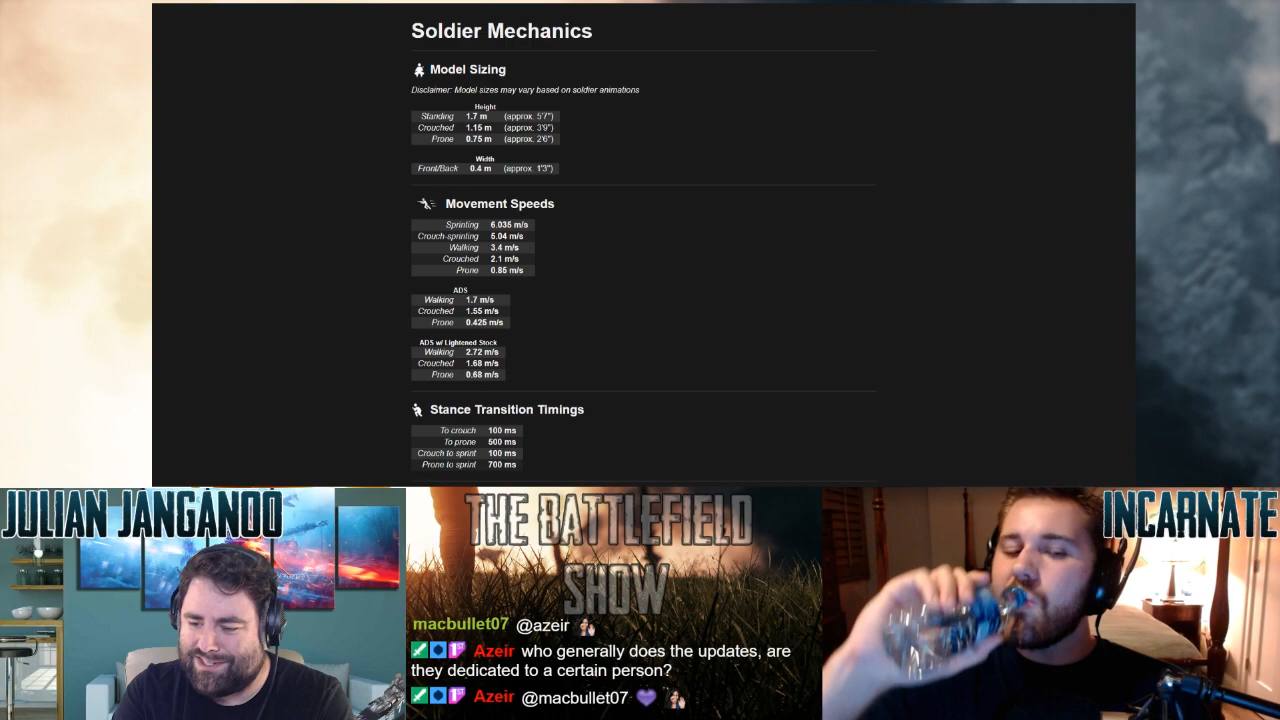 Soldier Mechanics
Model Sizing
Disclaimer: Model sizes may vary based on soldier animations
Height
Standing 1.7 m (approx. 5'7")
Crouched 1.15 m (approx. 3'9")
Prone 0.75 m (approx. 2'6")
Width
Front/Back 0.4 m (approx. 1'3")
Movement Speeds
Sprinting 6.035 m/s
Crouch-sprinting 5.04 m/s
Walking 3.4 m/s
Crouched 2.1 m/s
Prone 0.85 m/s
ADS
Walking 1.7 m/s
Crouched 1.55 m/s
Prone 0.425 m/s
ADS w/ Lightened Stock
Walking 2.72 m/s
Crouched 1.68 m/s
Prone 0.68 m/s
Stance Transition Timings
To crouch 100 ms
To prone 500 ms
Crouch to sprint 100 ms
Prone to sprint 700 ms
JULIAN JANGANOO
THE BATTLEFIELD
SHOW
INCARNATE
macbullet07 @azeir
1st Azeir who generally does the updates, are
they dedicated to a certain person?
1st Azeir @macbullet07